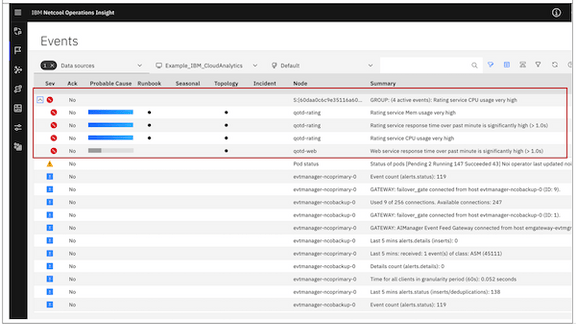 IBM Netcool Operations Insight
Events
1 × Data sources Example_IBM_CloudAnalytics Default
Sev Ack Probable Cause Runbook Seasonal Topology Incident Node Summary
No GROUP: (4 active events): Rating service CPU usage very high
No qotd-rating Rating service Mem usage very high
No qotd-rating Rating service response time over past minute is significantly high (> 1.0s)
No qotd-rating Rating service CPU usage very high
No qotd-web Web service response time over past minute is significantly high (> 1.0s)
No Pod status Status of pods [Pending 2 Running 147 Succeeded 43] Noi operator last updated
No evtmanager-ncoprimary-0 Event count (alerts.status): 119
No evtmanager-ncoprimary-0 GATEWAY: failover_gate connected from host evtmanager-ncobackup-0 (ID: 9).
No evtmanager-ncobackup-0 Used 9 of 256 connections. Available connections: 247
No evtmanager-ncobackup-0 GATEWAY: failover_gate connected from host evtmanager-ncobackup-0 (ID: 1).
No evtmanager-ncoprimary-0 GATEWAY: AIManager Event Feed Gateway connected from host emgateway-evtmgr
No evtmanager-ncobackup-0 Last 5 mins alerts.details (inserts): 0
No evtmanager-ncoprimary-0 Last 5 mins: received: 1 event(s) of class: ASM (45111)
No evtmanager-ncobackup-0 Details count (alerts.details): 0
No evtmanager-ncoprimary-0 Time for all clients in granularity period (60s): 0.052 seconds
No evtmanager-ncobackup-0 Last 5 mins alerts.status (inserts/deduplications): 138
No evtmanager-ncobackup-0 Event count (alerts.status): 119